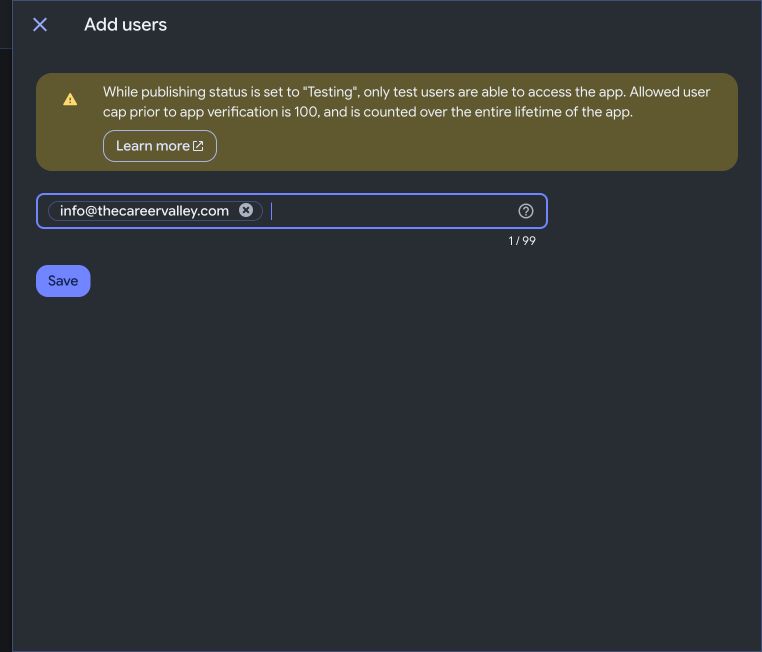 Add users
While publishing status is set to "Testing", only test users are able to access the app. Allowed user
cap prior to app verification is 100, and is counted over the entire lifetime of the app.
Learn more
info@thecareervalley.com
1 / 99
Save